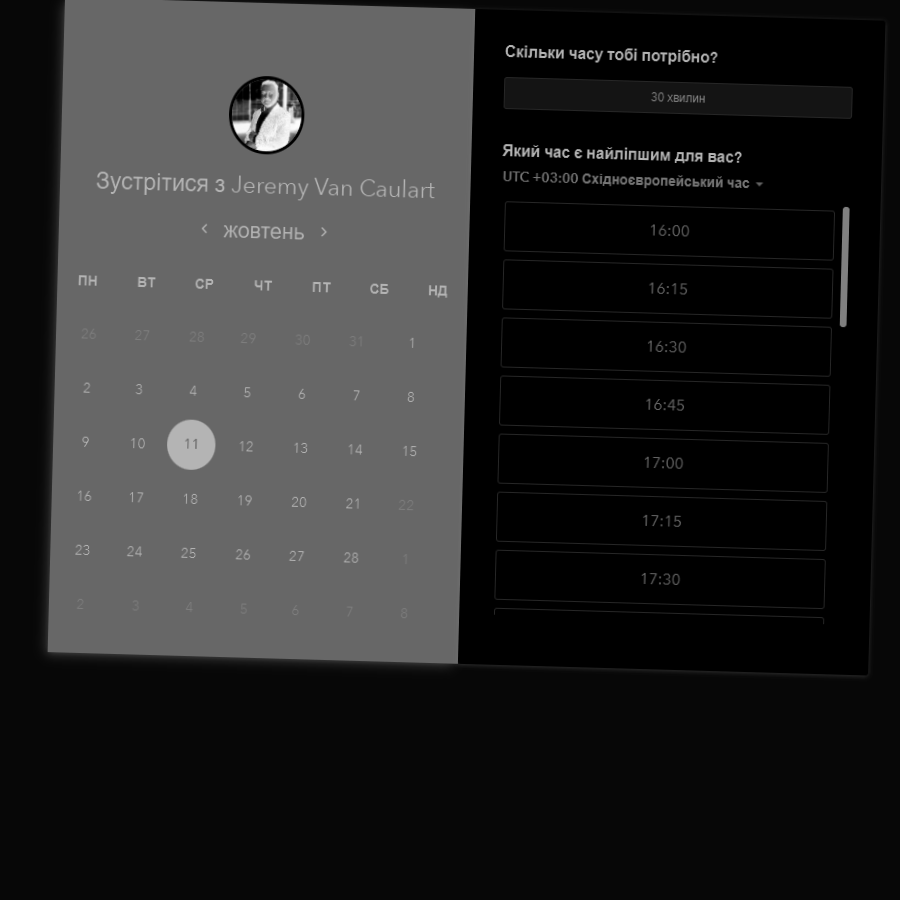 Зустрітися з Jeremy Van Caulart
жовтень
ПН ВТ СР ЧТ ПТ СБ НД
26 27 28 29 30 31 1
2 3 4 5 6 7 8
9 10 11 12 13 14 15
16 17 18 19 20 21 22
23 24 25 26 27 28 1
2 3 4 5 6 7 8
Скільки часу тобі потрібно?
30 хвилин
Який час є найліпшим для вас?
UTC +03:00 Східноєвропейський час
16:00
16:15
16:30
16:45
17:00
17:15
17:30